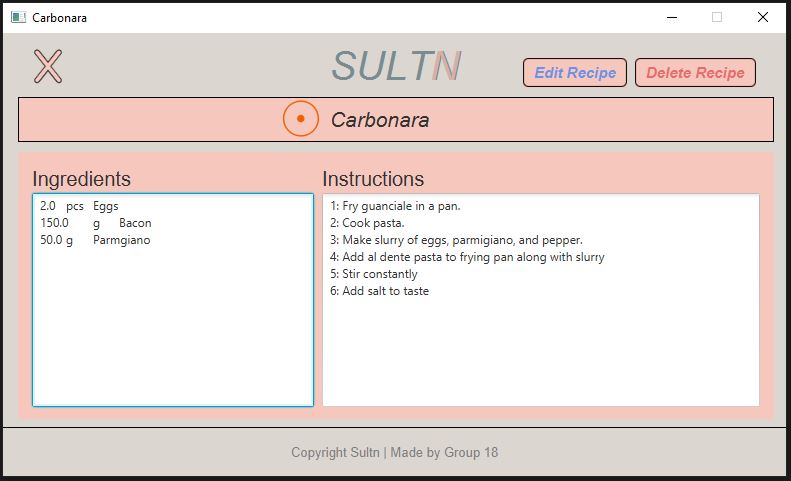 Carbonara
X
SULTN
Edit Recipe
Delete Recipe
Carbonara
Ingredients
2.0 pcs Eggs
150.0 g Bacon
50.0 g Parmgiano
Instructions
1: Fry guanciale in a pan.
2: Cook pasta.
3: Make slurry of eggs, parmigiano, and pepper.
4: Add al dente pasta to frying pan along with slurry
5: Stir constantly
6: Add salt to taste
Copyright Sultn | Made by Group 18